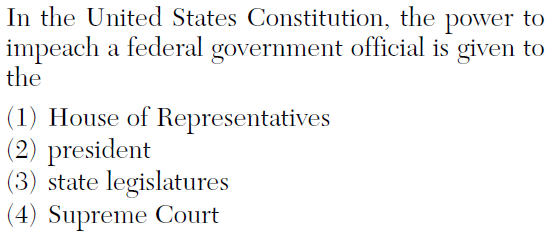 In the United States Constitution, the power to
impeach a federal government official is given to
the
(1) House of Representatives
(2) president
(3) state legislatures
(4) Supreme Court